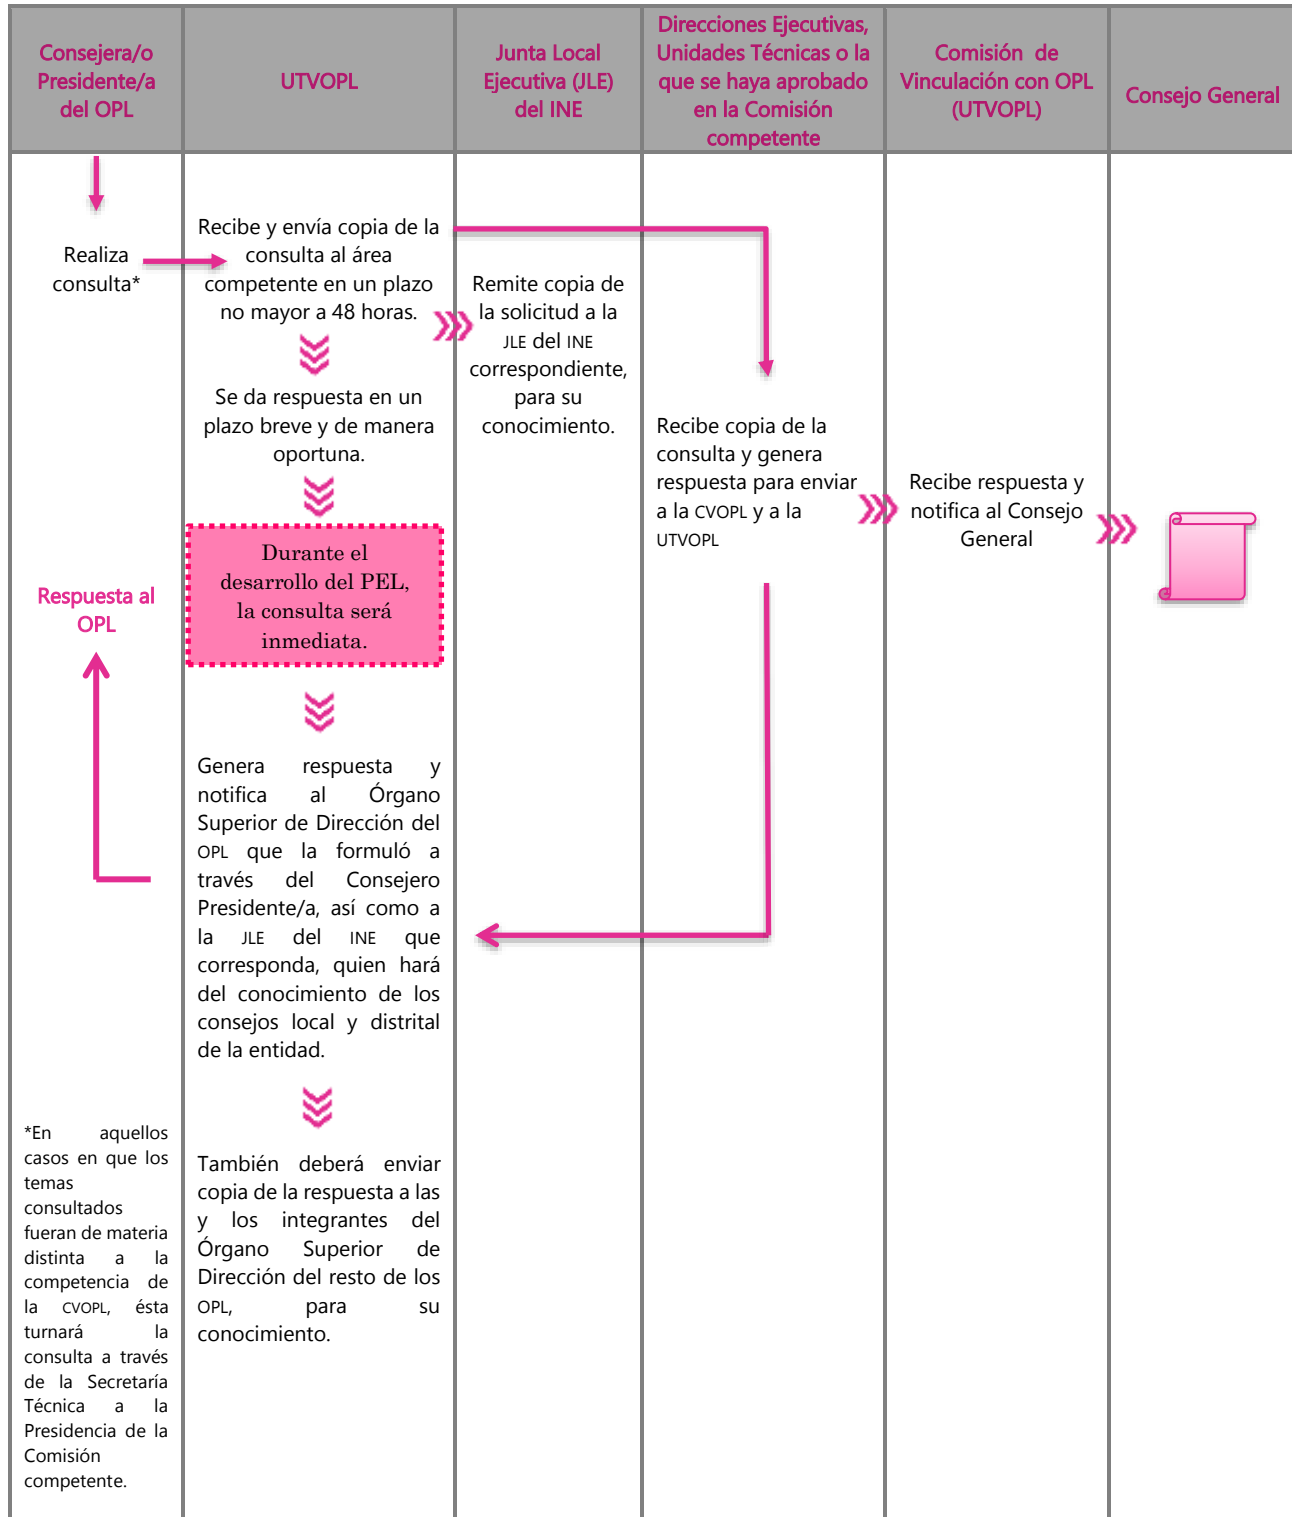 Consejera/o
Presidente/a
del OPL
UTVOPL
Junta Local
Ejecutiva (JLE)
del INE
Direcciones Ejecutivas,
Unidades Técnicas o la
que se haya aprobado
en la Comisión
competente
Comisión de
Vinculación con OPL
(UTVOPL)
Consejo General
Realiza
consulta*
Recibe y envía copia de la
consulta al área
competente en un plazo
no mayor a 48 horas.
Se da respuesta en un
plazo breve y de manera
oportuna.
Durante el
desarrollo del PEL,
la consulta será
inmediata.
Remite copia de
la solicitud a la
JLE del INE
correspondiente,
para su
conocimiento.
Recibe copia de la
consulta y genera
respuesta para enviar
a la CVOPL y a la
UTVOPL
Recibe respuesta y
notifica al Consejo
General
Respuesta al
OPL
Genera respuesta y
notifica al Órgano
Superior de Dirección del
OPL que la formuló a
través del Consejero
Presidente/a, así como a
la JLE del INE que
corresponda, quien hará
del conocimiento de los
consejos local y distrital
de la entidad.
También deberá enviar
copia de la respuesta a las
y los integrantes del
Órgano Superior de
Dirección del resto de los
OPL, para su
conocimiento.
*En aquellos
casos en que los
temas
consultados
fueran de materia
distinta a la
competencia de
la CVOPL, ésta
turnará la
consulta a través
de la Secretaría
Técnica a la
Presidencia de la
Comisión
competente.